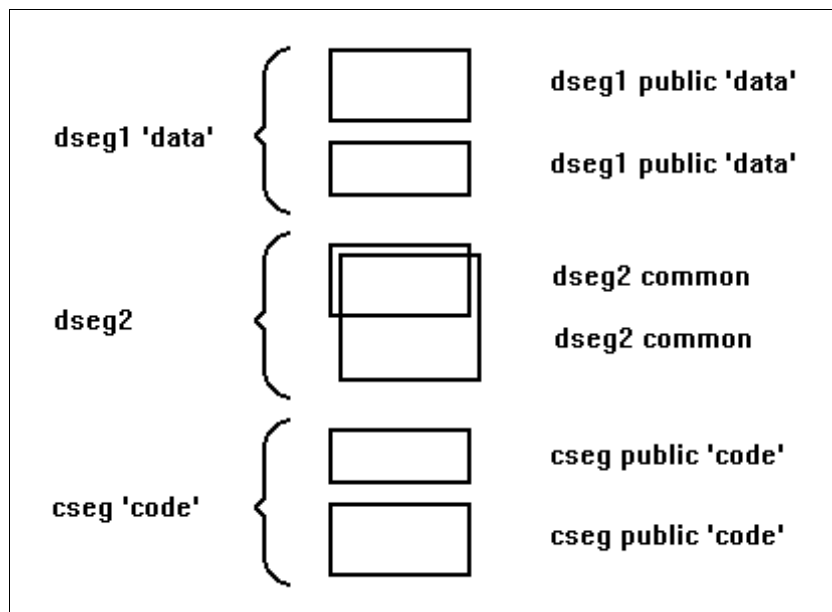 dseg1 'data'
dseg1 public 'data'
dseg1 public 'data'
dseg2
dseg2 common
dseg2 common
cseg 'code'
cseg public 'code'
cseg public 'code'